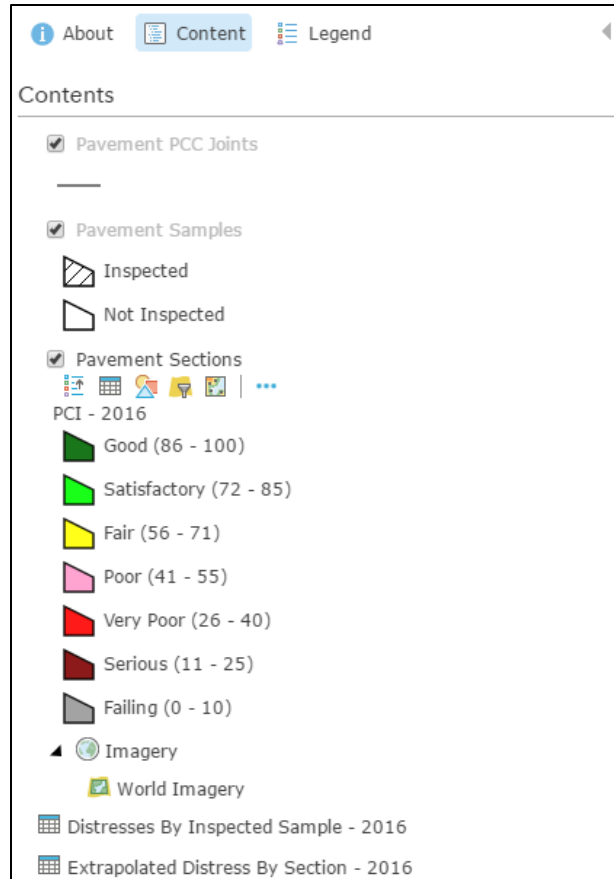 About Content Legend
Contents
Pavement PCC Joints
Pavement Samples
Inspected
Not Inspected
Pavement Sections
PCI - 2016
Good (86 - 100)
Satisfactory (72 - 85)
Fair (56 - 71)
Poor (41 - 55)
Very Poor (26 - 40)
Serious (11 - 25)
Failing (0 - 10)
Imagery
World Imagery
Distresses By Inspected Sample - 2016
Extrapolated Distress By Section - 2016